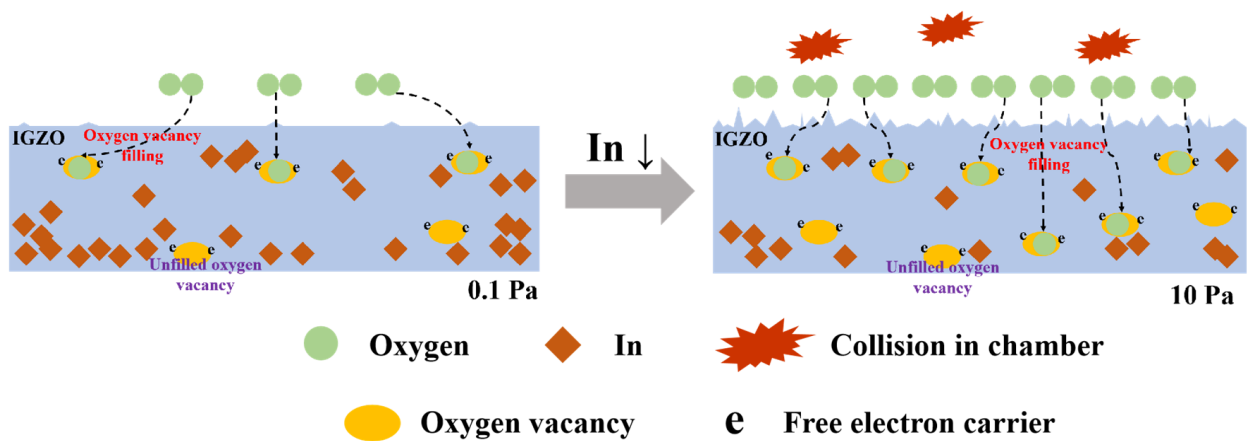 IGZO
Oxygen vacancy
filling
e e
e e
e e
e e
e e
Unfilled oxygen
vacancy
0.1 Pa
In ↓
IGZO
Oxygen vacancy
filling
e e
e e
e e
e e
e e
e e
e e
e e
e e
Unfilled oxygen
vacancy
10 Pa
Oxygen
In
Collision in chamber
Oxygen vacancy
e Free electron carrier